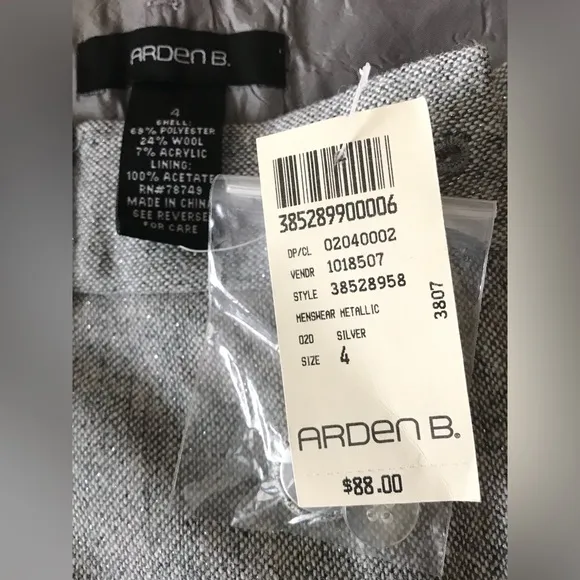 ARDEN B.
4
SHELL:
69% POLYESTER
24% WOOL
7% ACRYLIC
LINING:
100% ACETATE
RN#78749
MADE IN CHINA
SEE REVERSE
FOR CARE
385289900006
DP/CL 02040002
VENDR 1018507
STYLE 38528958
MENSWEAR METALLIC
020 SILVER
SIZE 4
3807
ARDEN B.
$88.00